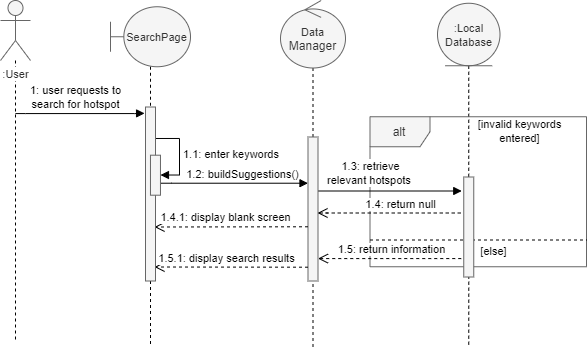 :User
SearchPage
Data
Manager
:Local
Database
1: user requests to
search for hotspot
alt
[invalid keywords
entered]
1.1: enter keywords
1.2: buildSuggestions()
1.3: retrieve
relevant hotspots
1.4: return null
1.4.1: display blank screen
1.5: return information
[else]
1.5.1: display search results